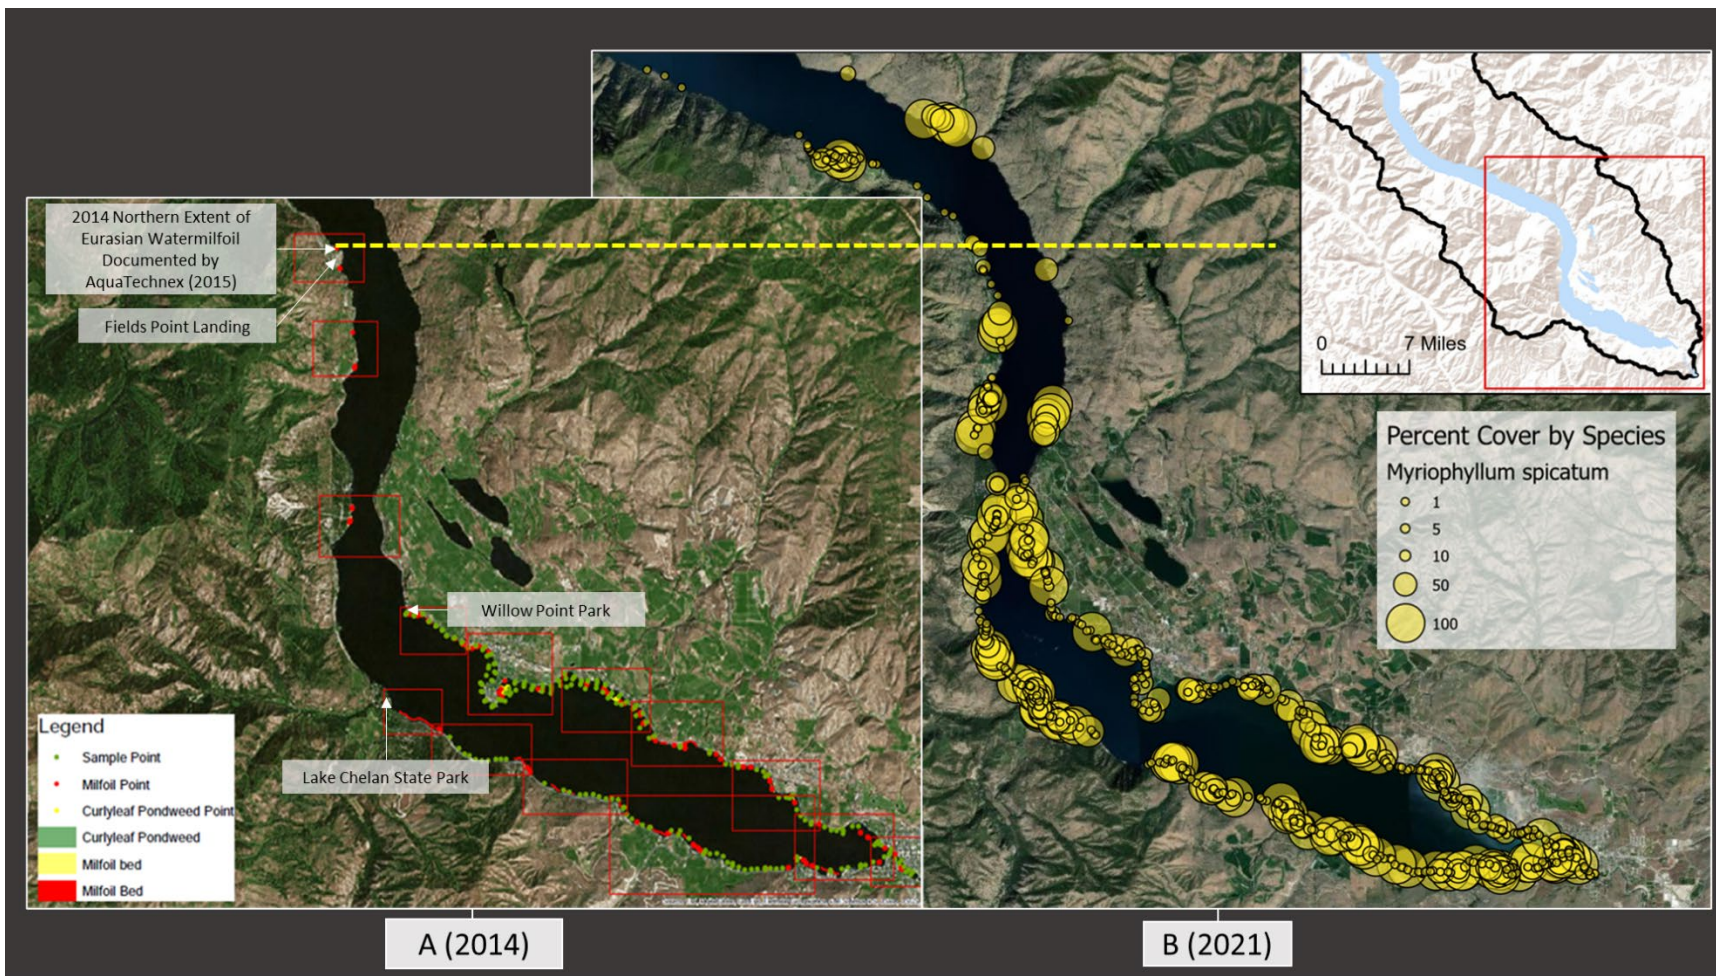 2014 Northern Extent of
Eurasian Watermilfoil
Documented by
AquaTechnex (2015)
Fields Point Landing
Willow Point Park
Lake Chelan State Park
Legend
Sample Point
Milfoil Point
Curlyleaf Pondweed Point
Curlyleaf Pondweed
Milfoil bed
Milfoil Bed
A (2014)
0 7 Miles
Percent Cover by Species
Myriophyllum spicatum
1
5
10
50
100
B (2021)